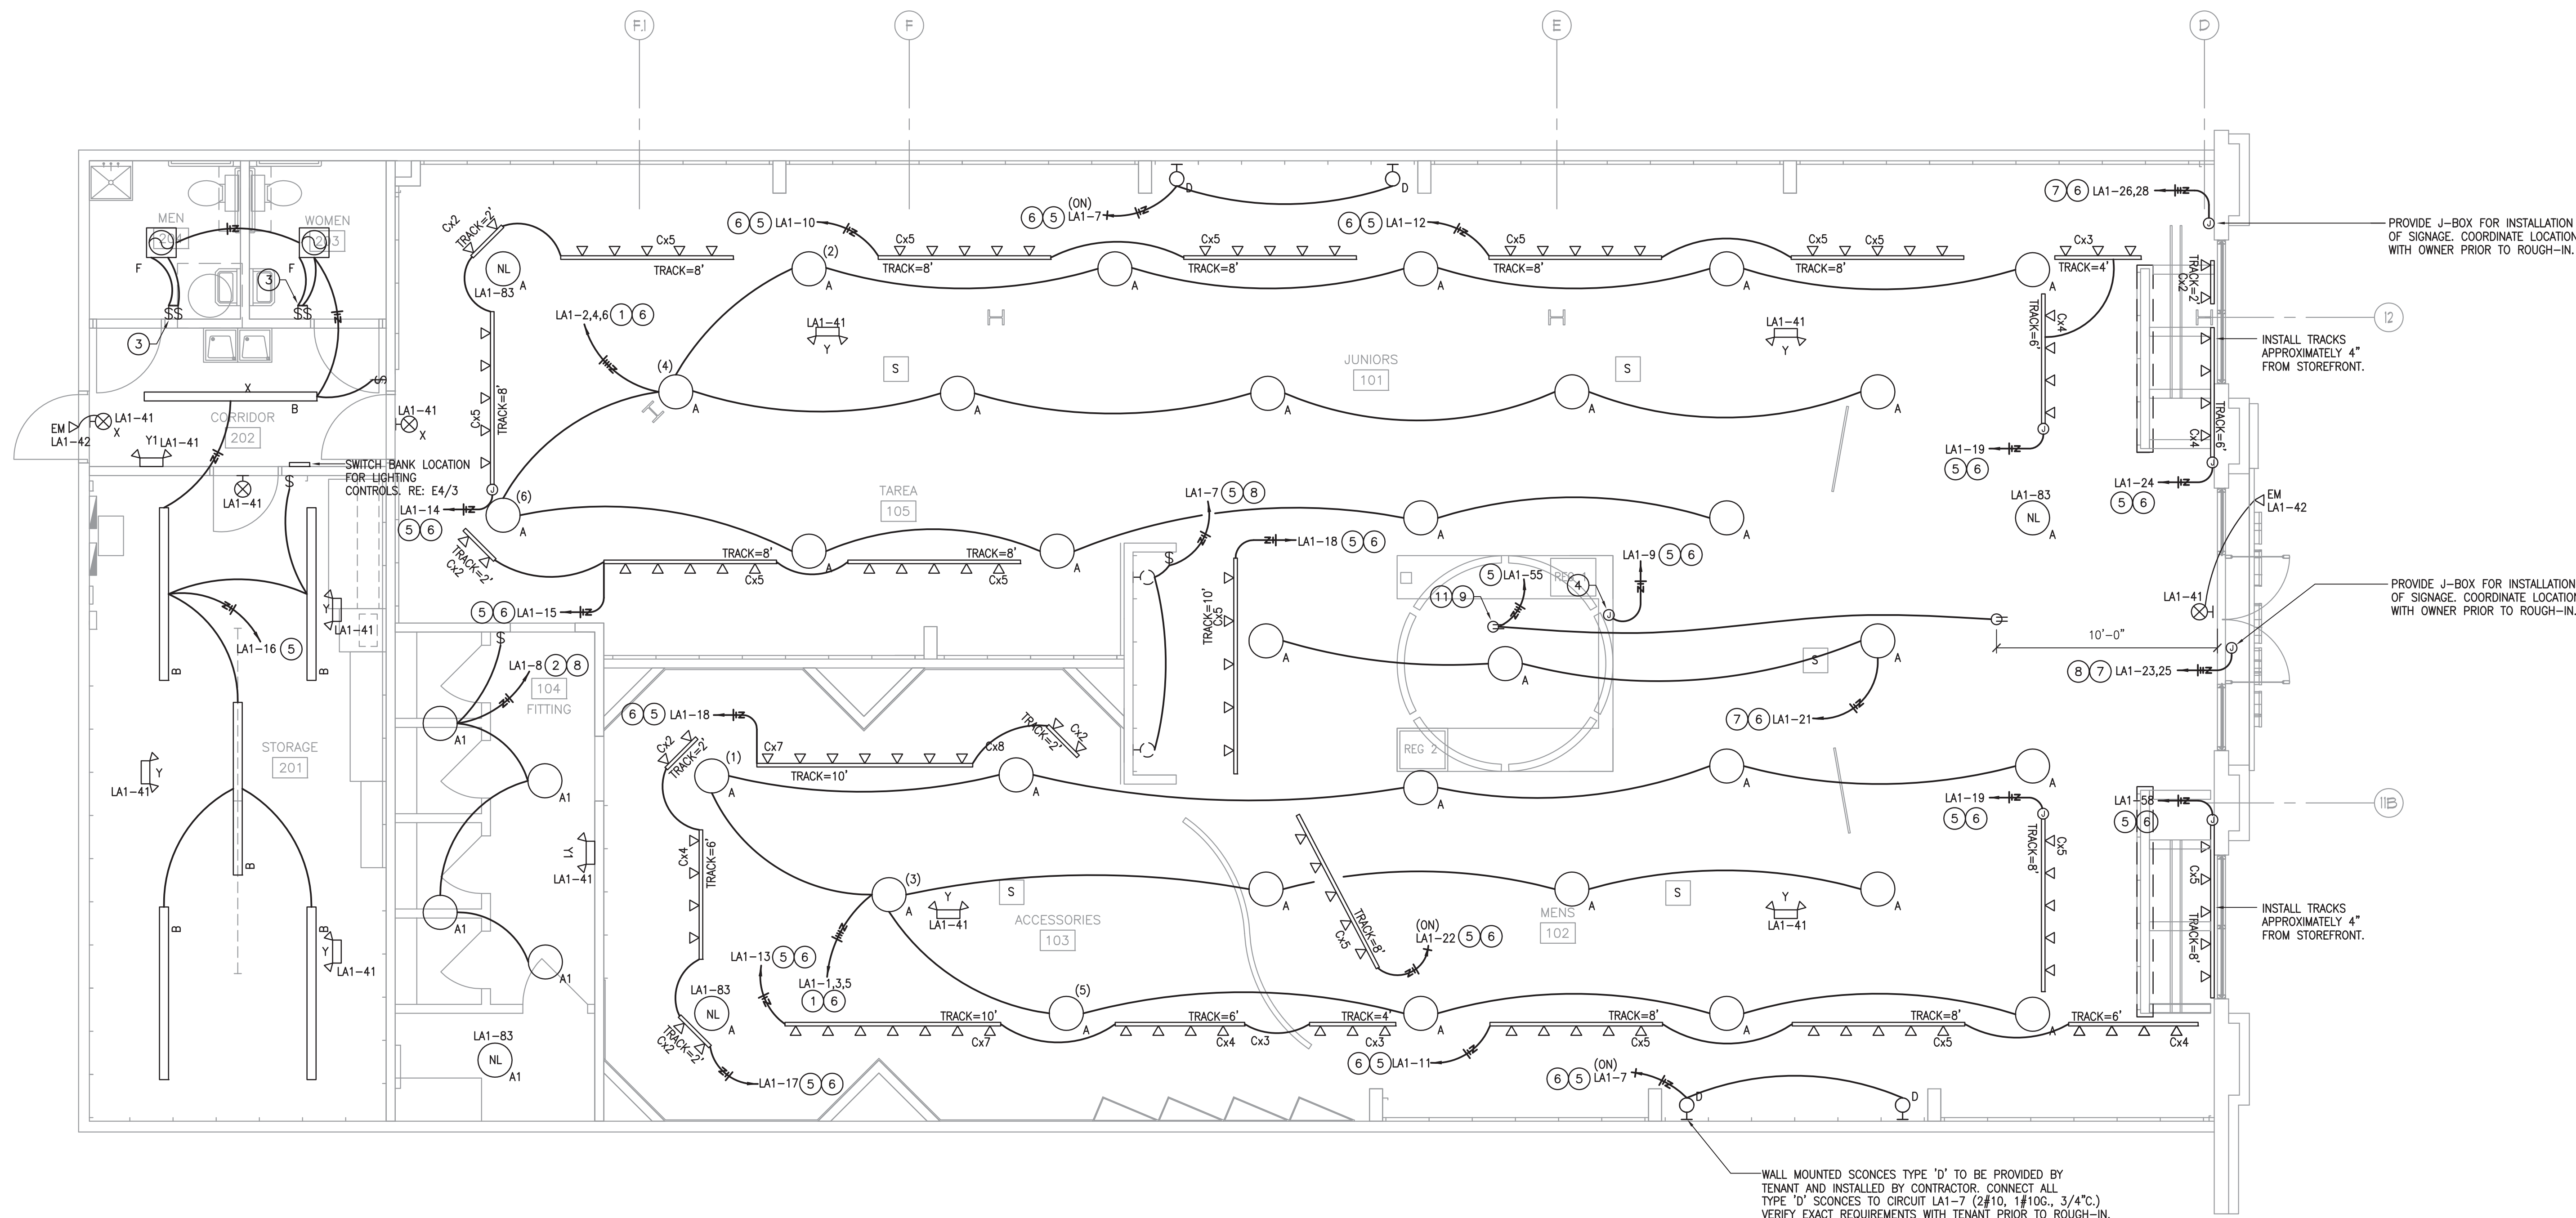 F.1
F
E
D
MEN
204
WOMEN
203
F
F
3
3
Cx2
TRACK=2'
NL
A
LA1-83
Cx5
TRACK=8'
6 5 LA1-10
(2)
A
Cx5
TRACK=8'
(ON)
6 5 LA1-7
D
D
Cx5
TRACK=8'
A
6 5 LA1-12
A
Cx5
TRACK=8'
Cx5
Cx5
TRACK=8'
A
A
Cx3
TRACK=4'
7 6 LA1-26,28
J
PROVIDE J-BOX FOR INSTALLATION
OF SIGNAGE. COORDINATE LOCATION
WITH OWNER PRIOR TO ROUGH-IN.
TRACK=2'
Cx2
12
INSTALL TRACKS
APPROXIMATELY 4"
FROM STOREFRONT.
LA1-2,4,6 1 6
(4)
A
LA1-41
Y
S
A
A
JUNIORS
101
S
A
A
LA1-41
Y
TRACK=6'
Cx4
J
LA1-19
5 6
TRACK=6'
Cx4
J
LA1-24
5 6
EM
LA1-42
X
B
CORRIDOR
202
EM
LA1-42
LA1-41
X
Y1 LA1-41
LA1-41
X
LA1-41
SWITCH BANK LOCATION
FOR LIGHTING
CONTROLS. RE: E4/3
Cx5
TRACK=8'
J
LA1-14
5 6
(6)
A
TAREA
105
TRACK=2'
Cx2
TRACK=8'
Cx5
A
TRACK=8'
Cx5
A
5 6 LA1-15
LA1-7 5 8
LA1-18 5 6
TRACK=10'
Cx5
A
A
LA1-83
NL
A
REG 1
4
J
LA1-9 5 6
5 LA1-55
11 9
A
A
A
S
REG 2
7 6 LA1-21
10'-0"
LA1-41
J
PROVIDE J-BOX FOR INSTALLATION
OF SIGNAGE. COORDINATE LOCATION
WITH OWNER PRIOR TO ROUGH-IN.
8 7 LA1-23,25
LA1-16 5
B
B
Y
LA1-41
STORAGE
201
B
Y
LA1-41
B
B
Y
LA1-41
LA1-8 2 8
104
FITTING
A1
A1
A1
A1
Y1
LA1-41
LA1-83
NL
A1
6 5 LA1-18
Cx2
TRACK=2'
(1)
A
Cx7
TRACK=10'
Cx8
TRACK=2'
Cx2
A
A
A
A
Cx4
TRACK=6'
(3)
A
LA1-1,3,5
1 6
Y
LA1-41
S
ACCESSORIES
103
A
TRACK=8'
Cx5
(ON)
LA1-22 5 6
MENS
102
A
S
Y
LA1-41
A
LA1-19
5 6
J
TRACK=8'
Cx5
LA1-58
5 6
J
Cx5
TRACK=8'
11B
INSTALL TRACKS
APPROXIMATELY 4"
FROM STOREFRONT.
LA1-13 5 6
LA1-83
NL
A
TRACK=2'
Cx2
LA1-17 5 6
TRACK=10'
Cx7
(5)
A
TRACK=6'
Cx4
Cx3
TRACK=4'
Cx3
A
6 5 LA1-11
TRACK=8'
Cx5
A
TRACK=8'
Cx5
A
TRACK=6'
Cx4
(ON)
6 5 LA1-7
D
D
WALL MOUNTED SCONCES TYPE 'D' TO BE PROVIDED BY
TENANT AND INSTALLED BY CONTRACTOR. CONNECT ALL
TYPE 'D' SCONCES TO CIRCUIT LA1-7 (2#10, 1#10G., 3/4"C.)
VERIFY EXACT REQUIREMENTS WITH TENANT PRIOR TO ROUGH-IN.